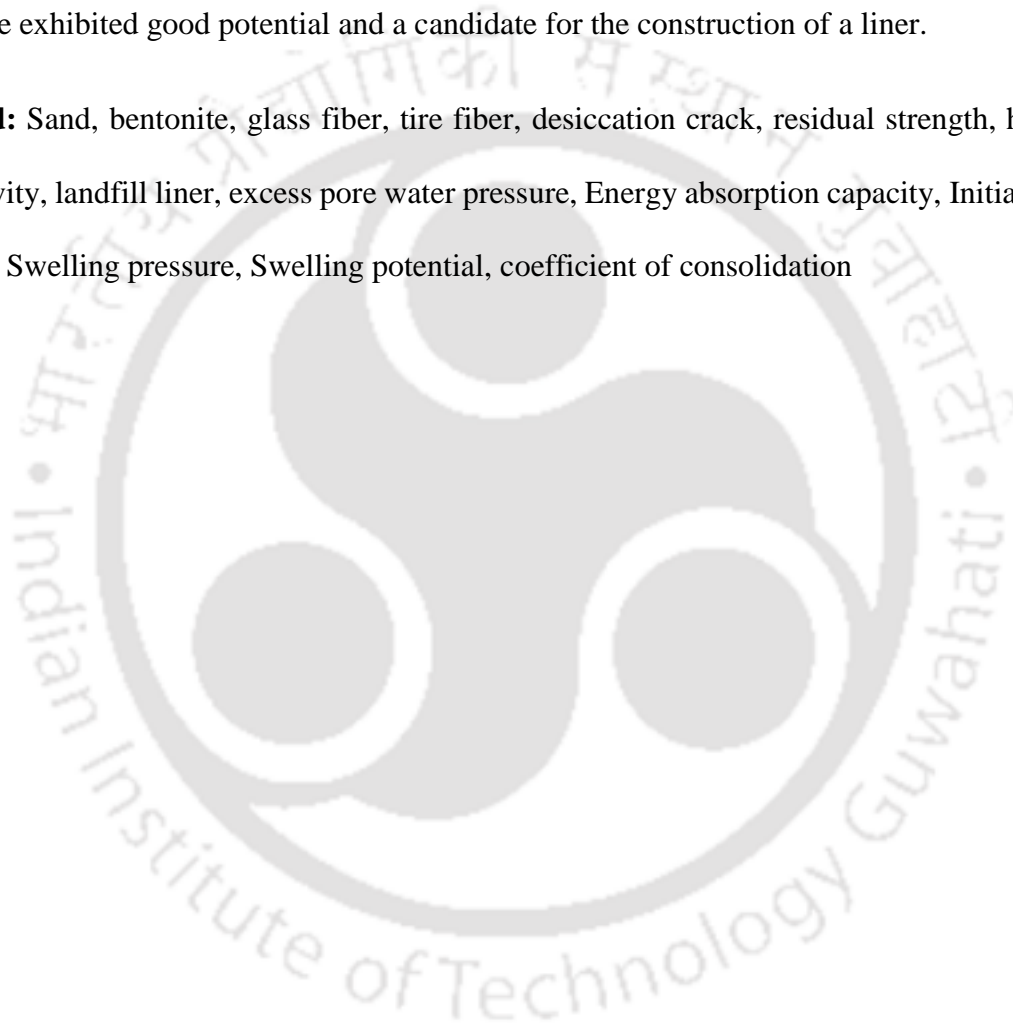 e exhibited good potential and a candidate for the construction of a liner.
l: Sand, bentonite, glass fiber, tire fiber, desiccation crack, residual strength, h
vity, landfill liner, excess pore water pressure, Energy absorption capacity, Initia
Swelling pressure, Swelling potential, coefficient of consolidation
भारतीय प्रौद्योगिकी संस्थान गुवाहाटी
Indian Institute of Technology Guwahati